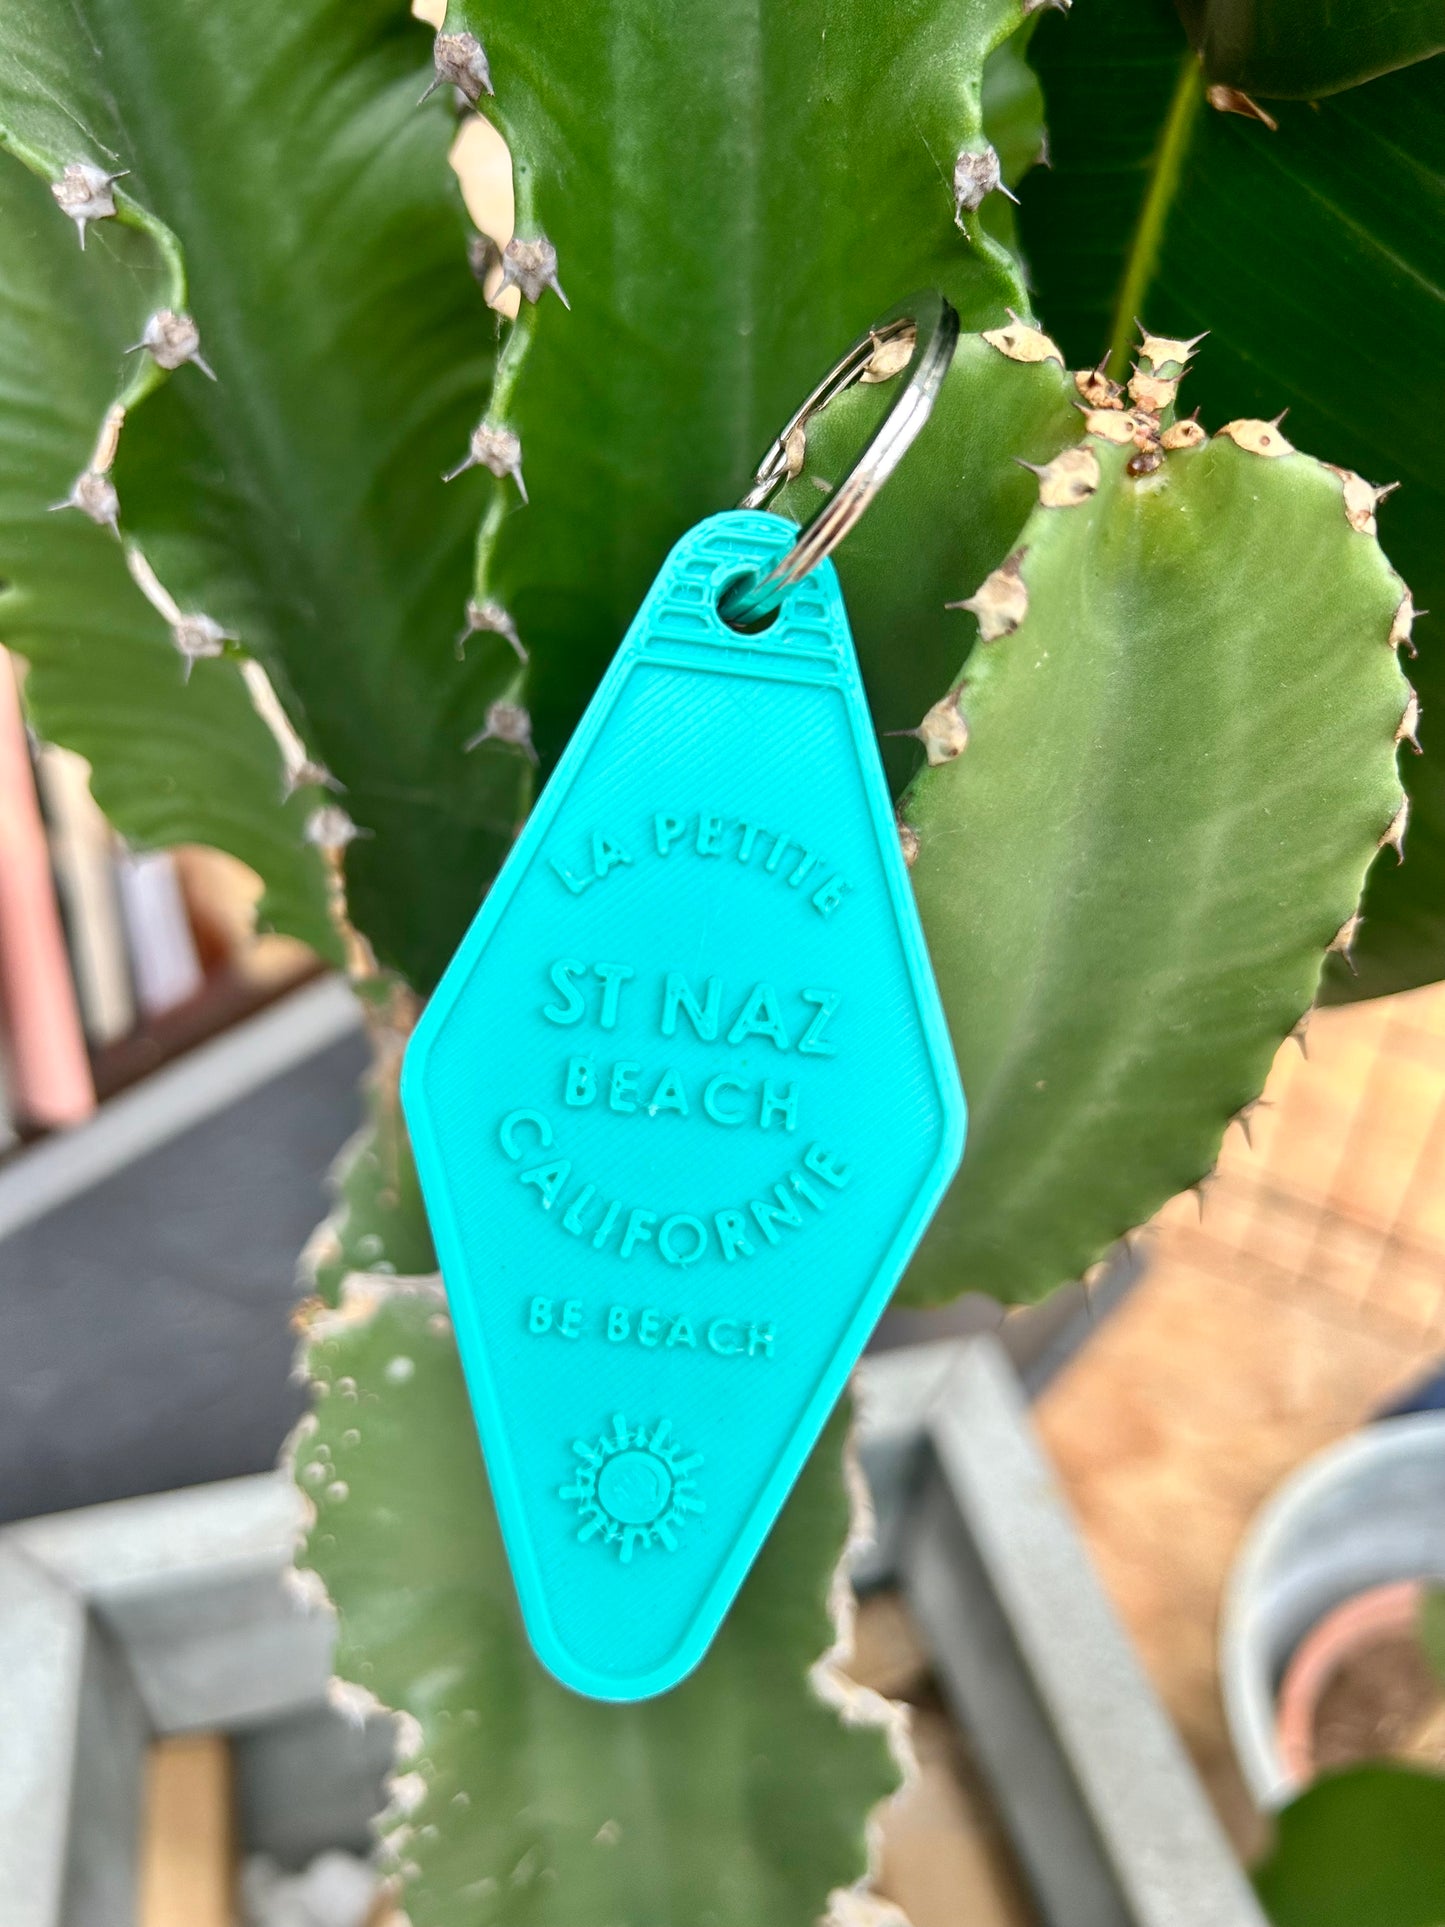 LA PETITE
ST NAZ
BEACH
CALIFORNIE
BE BEACH